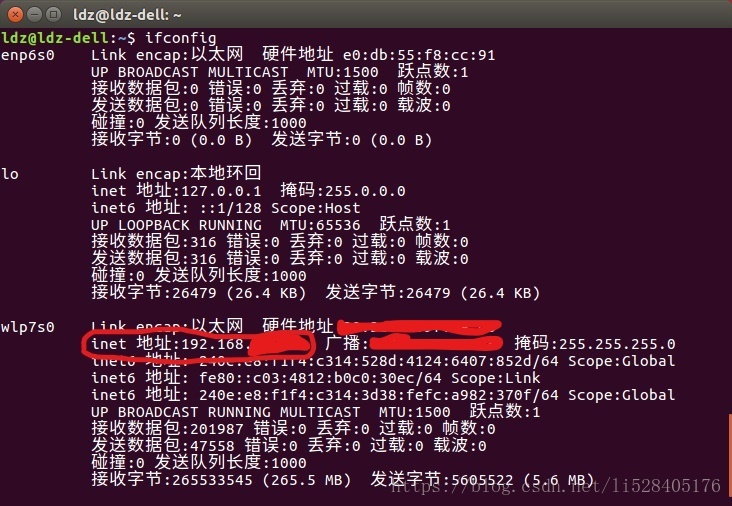 ldz@ldz-dell: ~
ldz@ldz-dell:~$ ifconfig
enp6s0 Link encap:以太网 硬件地址 e0:db:55:f8:cc:91
UP BROADCAST MULTICAST MTU:1500 跃点数:1
接收数据包:0 错误:0 丢弃:0 过载:0 帧数:0
发送数据包:0 错误:0 丢弃:0 过载:0 载波:0
碰撞:0 发送队列长度:1000
接收字节:0 (0.0 B) 发送字节:0 (0.0 B)
lo Link encap:本地环回
inet 地址:127.0.0.1 掩码:255.0.0.0
inet6 地址: ::1/128 Scope:Host
UP LOOPBACK RUNNING MTU:65536 跃点数:1
接收数据包:316 错误:0 丢弃:0 过载:0 帧数:0
发送数据包:316 错误:0 丢弃:0 过载:0 载波:0
碰撞:0 发送队列长度:1000
接收字节:26479 (26.4 KB) 发送字节:26479 (26.4 KB)
wlp7s0 Link encap:以太网 硬件地址
inet 地址:192.168. 广播: 掩码:255.255.255.0
inet6 地址: 240e:e8:f1f4:c314:528d:4124:6407:852d/64 Scope:Global
inet6 地址: fe80::c03:4812:b0c0:30ec/64 Scope:Link
inet6 地址: 240e:e8:f1f4:c314:3d38:fefc:a982:370f/64 Scope:Global
UP BROADCAST RUNNING MULTICAST MTU:1500 跃点数:1
接收数据包:201987 错误:0 丢弃:0 过载:0 帧数:0
发送数据包:47558 错误:0 丢弃:0 过载:0 载波:0
碰撞:0 发送队列长度:1000
接收字节:265533545 (265.5 MB) 发送字节:5605522 (5.6 MB)
https://blog.csdn.net/li528405176